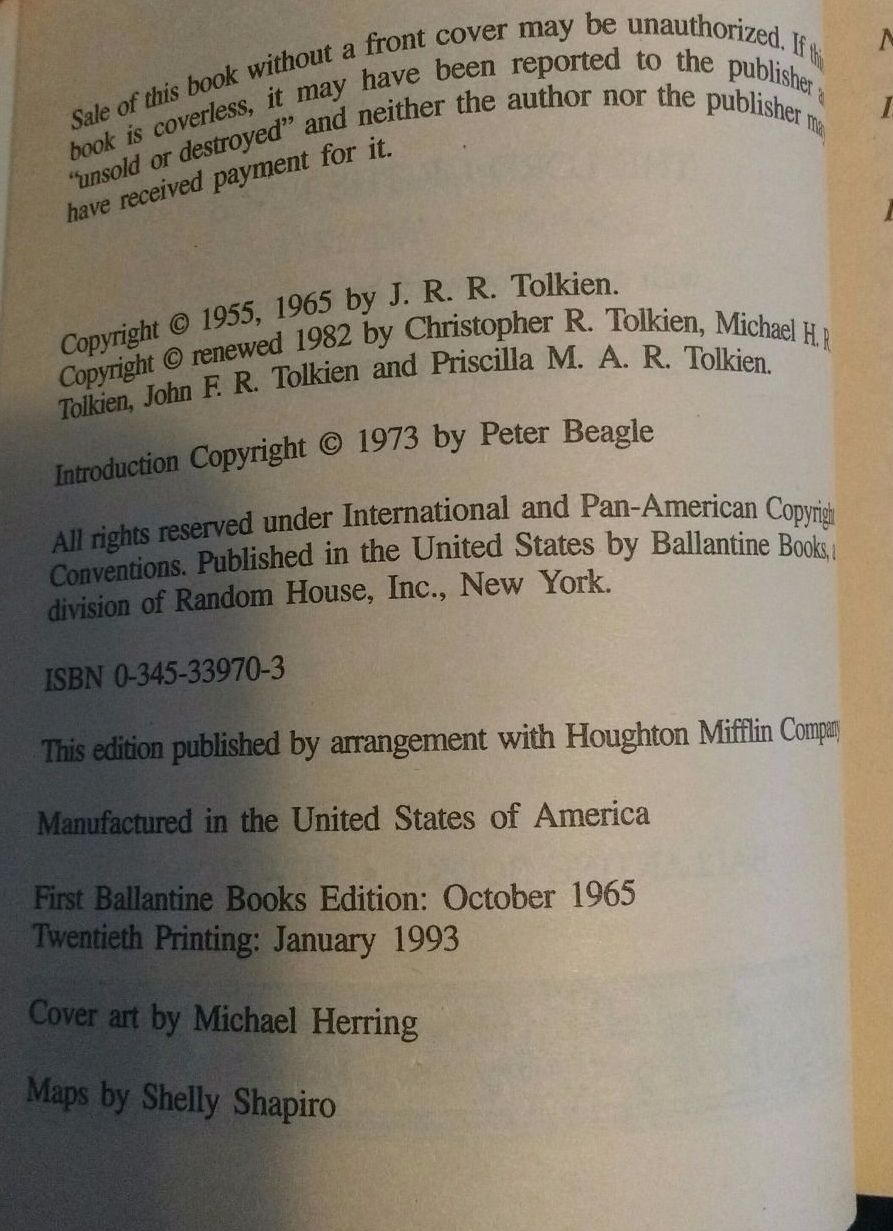 Sale of this book without a front cover may be unauthorized. If
book is coverless, it may have been reported to the publisher
“unsold or destroyed” and neither the author nor the publisher
have received payment for it.
Copyright © 1955, 1965 by J. R. R. Tolkien.
Copyright © renewed 1982 by Christopher R. Tolkien, Michael H. R
Tolkien, John F. R. Tolkien and Priscilla M. A. R. Tolkien.
Introduction Copyright © 1973 by Peter Beagle
All rights reserved under International and Pan-American
Conventions. Published in the United States by Ballantine Books,
division of Random House, Inc., New York.
ISBN 0-345-33970-3
This edition published by arrangement with Houghton Mifflin Company
Manufactured in the United States of America
First Ballantine Books Edition: October 1965
Twentieth Printing: January 1993
Cover art by Michael Herring
Maps by Shelly Shapiro